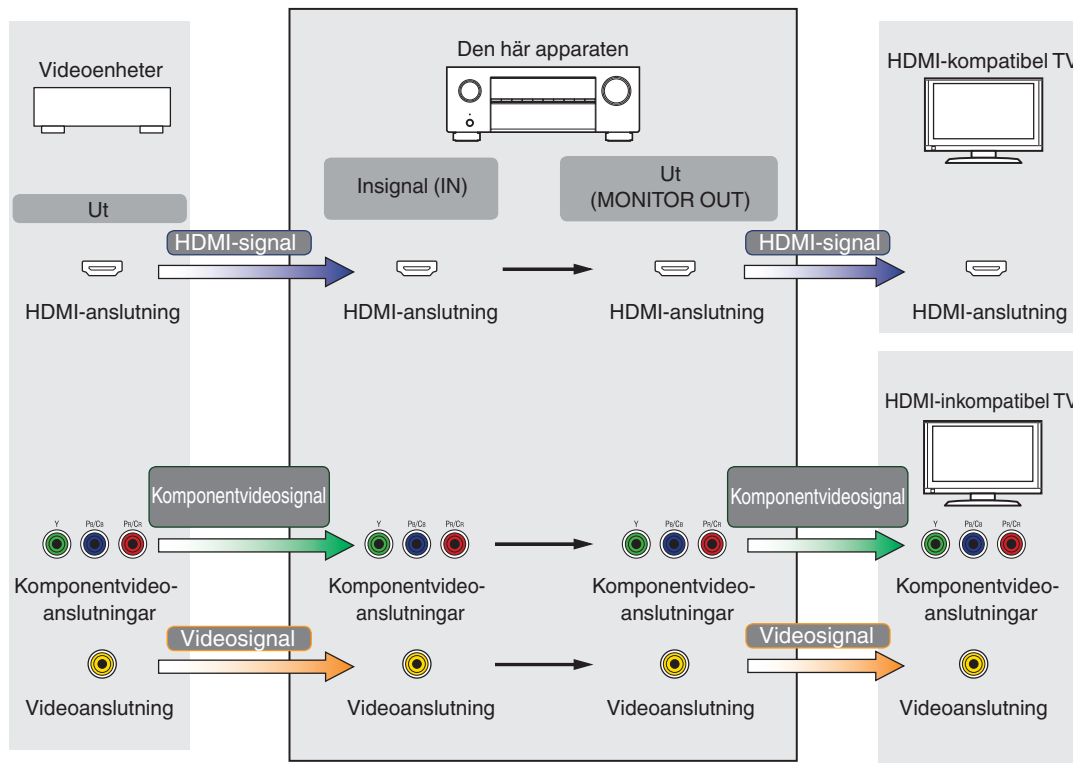 Videoenheter
Den här apparaten
HDMI-kompatibel TV
Insignal (IN)
Ut
(MONITOR OUT)
Ut
HDMI-signal
HDMI-signal
HDMI-anslutning
HDMI-anslutning
HDMI-anslutning
HDMI-anslutning
HDMI-inkompatibel TV
Komponentvideosignal
Komponentvideosignal
Y PB/CB PR/CR
Y PB/CB PR/CR
Y PB/CB PR/CR
Y PB/CB PR/CR
Komponentvideo-
anslutningar
Komponentvideo-
anslutningar
Komponentvideo-
anslutningar
Komponentvideo-
anslutningar
Videosignal
Videosignal
Videoanslutning
Videoanslutning
Videoanslutning
Videoanslutning